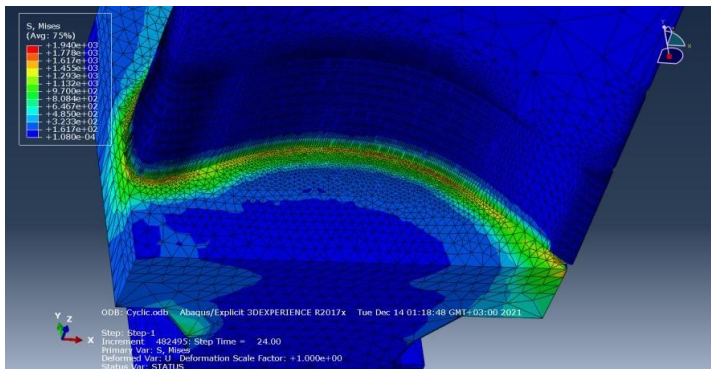 S, Mises
(Avg: 75%)
+1.940e+03
+1.778e+03
+1.617e+03
+1.455e+03
+1.293e+03
+1.132e+03
+9.700e+02
+8.084e+02
+6.467e+02
+4.850e+02
+3.233e+02
+1.617e+02
+1.080e-04
Y
X
Y Z
X
ODB: Cyclic.odb Abaqus/Explicit 3DEXPERIENCE R2017x Tue Dec 14 01:18:48 GMT+03:00 2021
Step: Step-1
Increment 482495: Step Time = 24.00
Primary Var: S, Mises
Deformed Var: U Deformation Scale Factor: +1.000e+00
Status Var: STATUS